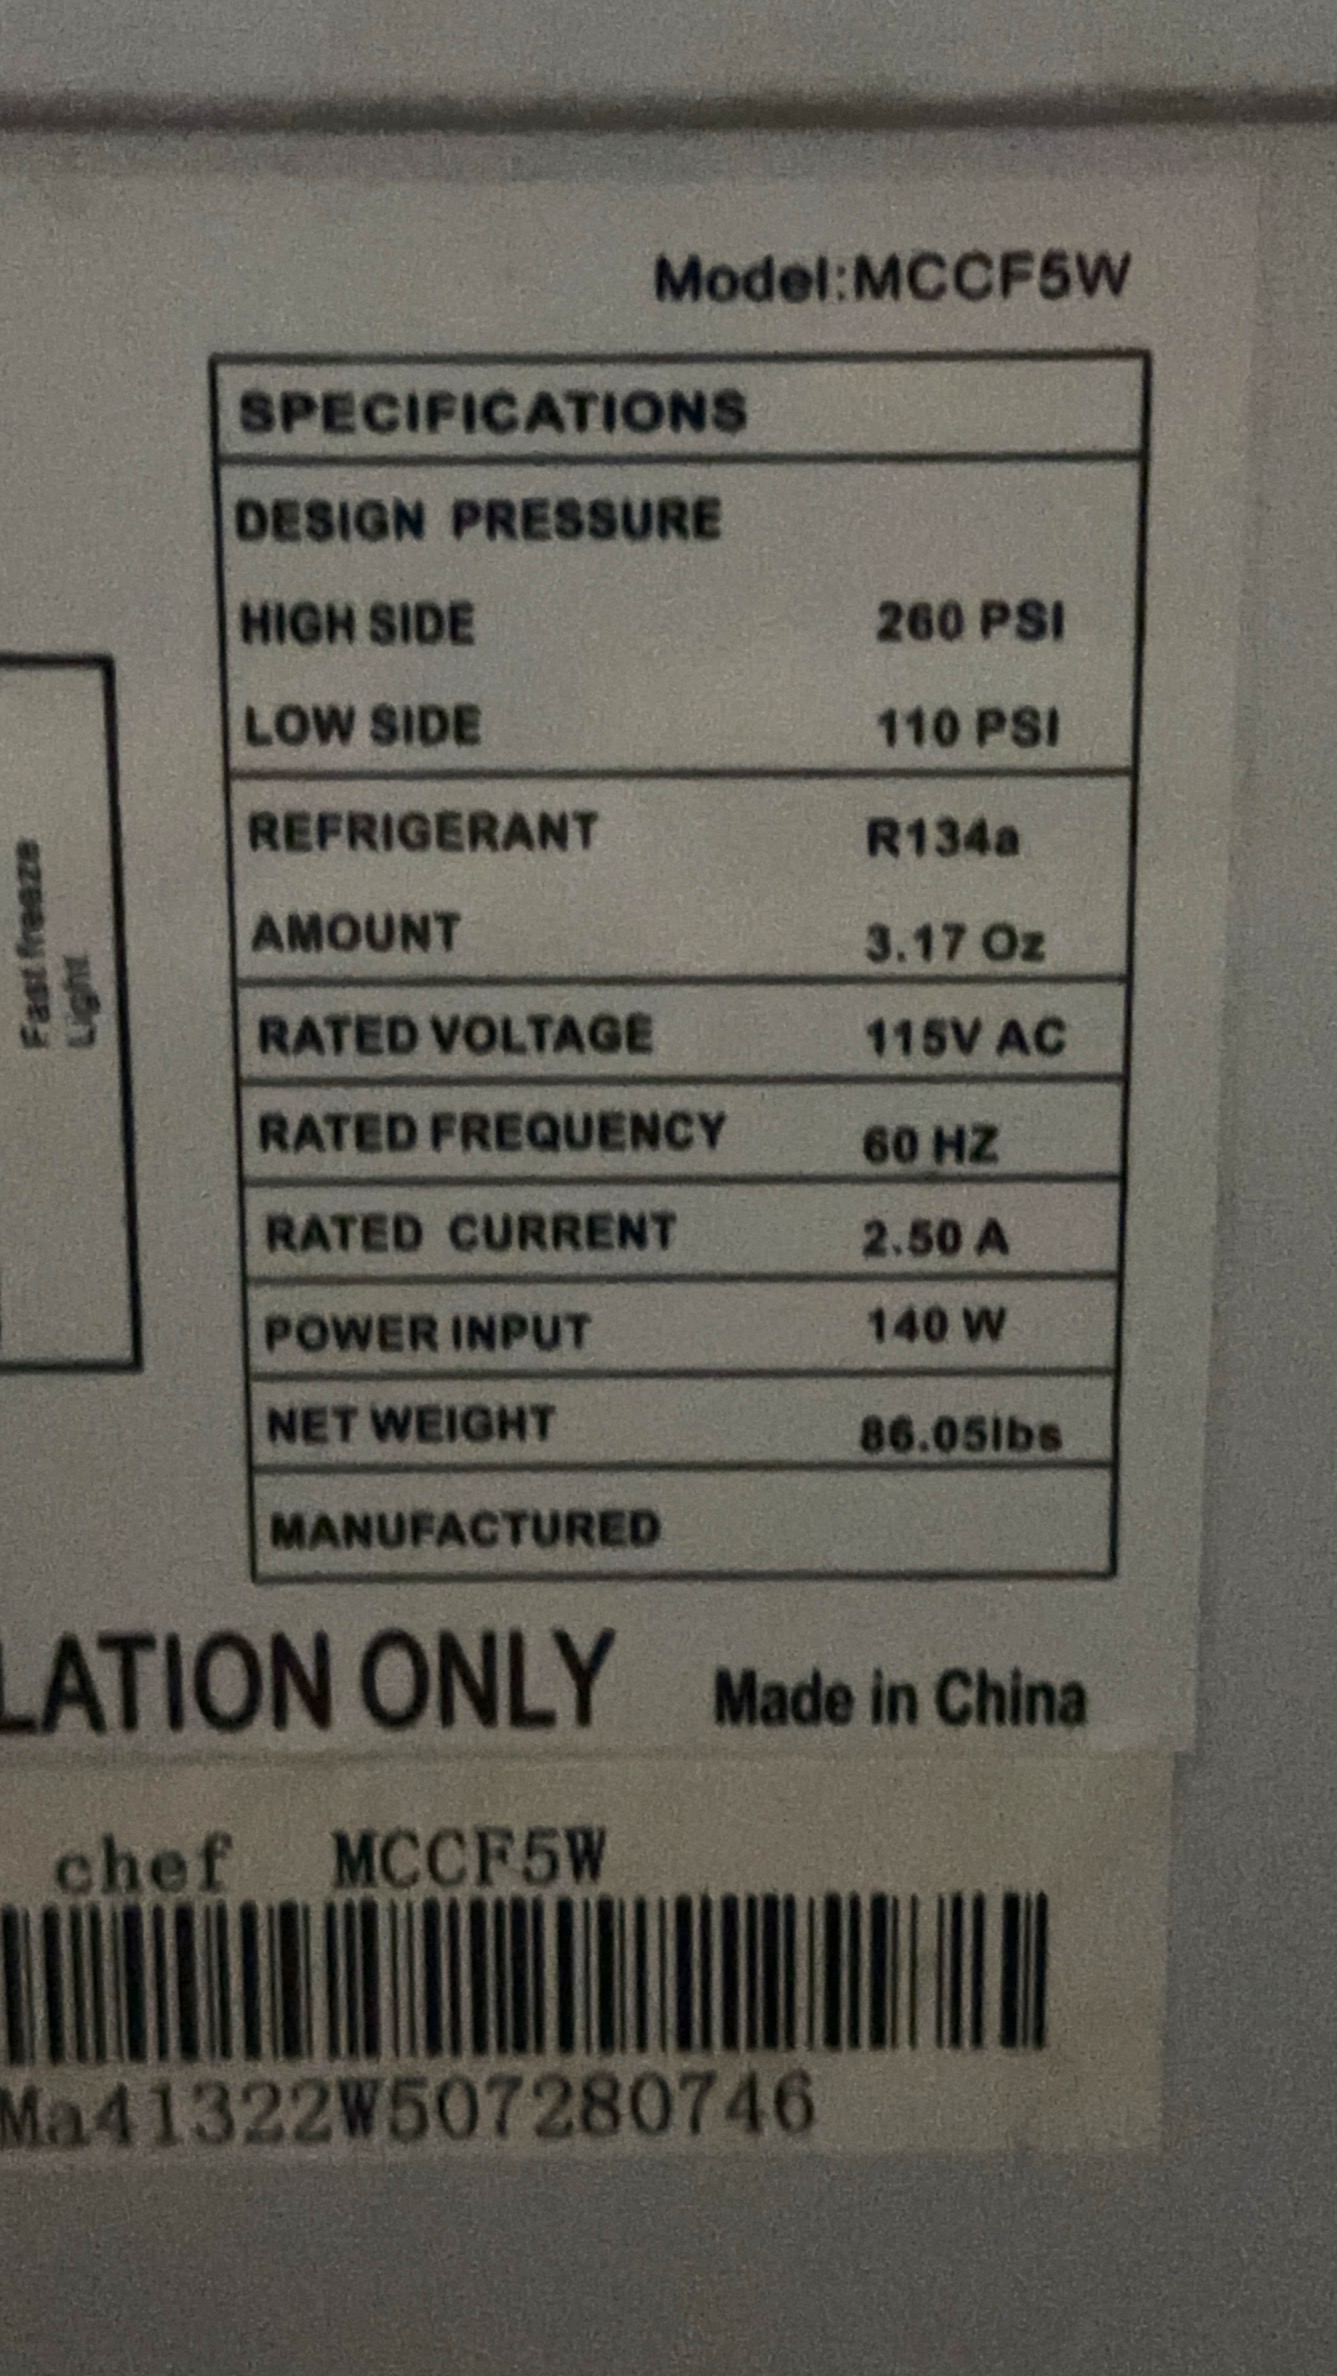 Model:MCCF5W
SPECIFICATIONS
DESIGN PRESSURE
HIGH SIDE 260 PSI
LOW SIDE 110 PSI
REFRIGERANT R134a
AMOUNT 3.17 Oz
RATED VOLTAGE 115V AC
RATED FREQUENCY 60 HZ
RATED CURRENT 2.50 A
POWER INPUT 140 W
NET WEIGHT 86.05lbs
MANUFACTURED
Fast freeze
Light
LATION ONLY Made in China
chef MCCF5W
Ma41322W507280746